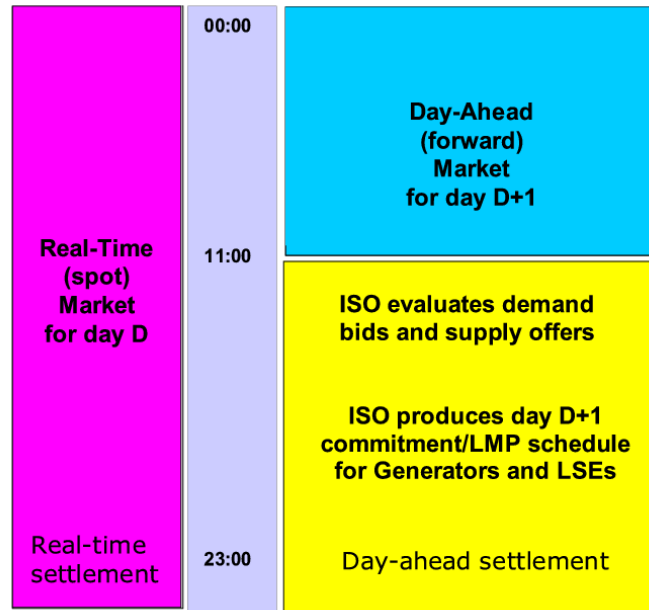 Real-Time
(spot)
Market
for day D
Real-time
settlement
00:00
11:00
23:00
Day-Ahead
(forward)
Market
for day D+1
ISO evaluates demand
bids and supply offers
ISO produces day D+1
commitment/LMP schedule
for Generators and LSEs
Day-ahead settlement